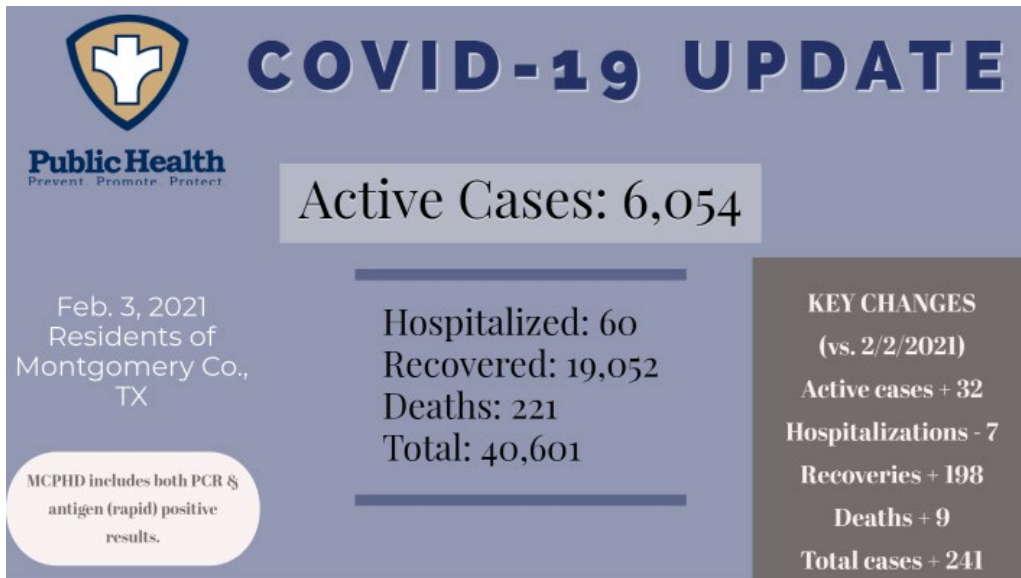 COVID-19 UPDATE
Public Health
Prevent. Promote. Protect.
Active Cases: 6,054
Feb. 3, 2021
Residents of
Montgomery Co.,
TX
MCPHD includes both PCR &
antigen (rapid) positive
results.
Hospitalized: 60
Recovered: 19,052
Deaths: 221
Total: 40,601
KEY CHANGES
(vs. 2/2/2021)
Active cases + 32
Hospitalizations - 7
Recoveries + 198
Deaths + 9
Total cases + 241